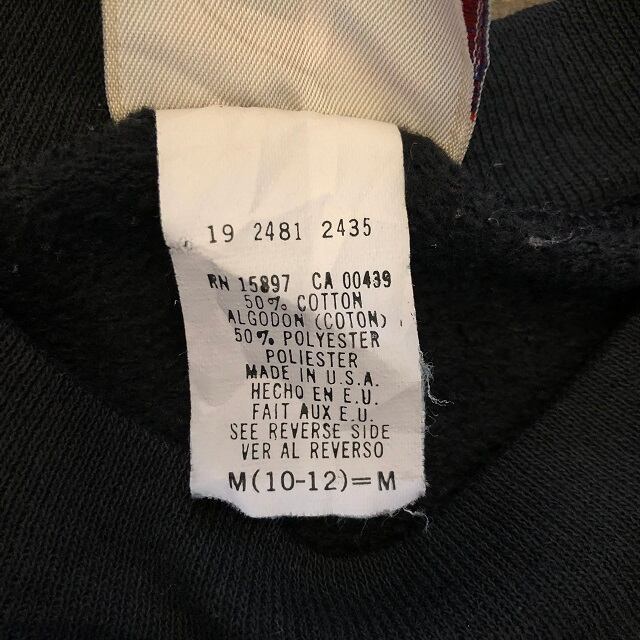 19 2481 2435
RN 15897 CA 00439
50% COTTON
ALGODON (COTON)
50% POLYESTER
POLIESTER
MADE IN U.S.A.
HECHO EN E.U.
FAIT AUX E.U.
SEE REVERSE SIDE
VER AL REVERSO
M(10-12)=M